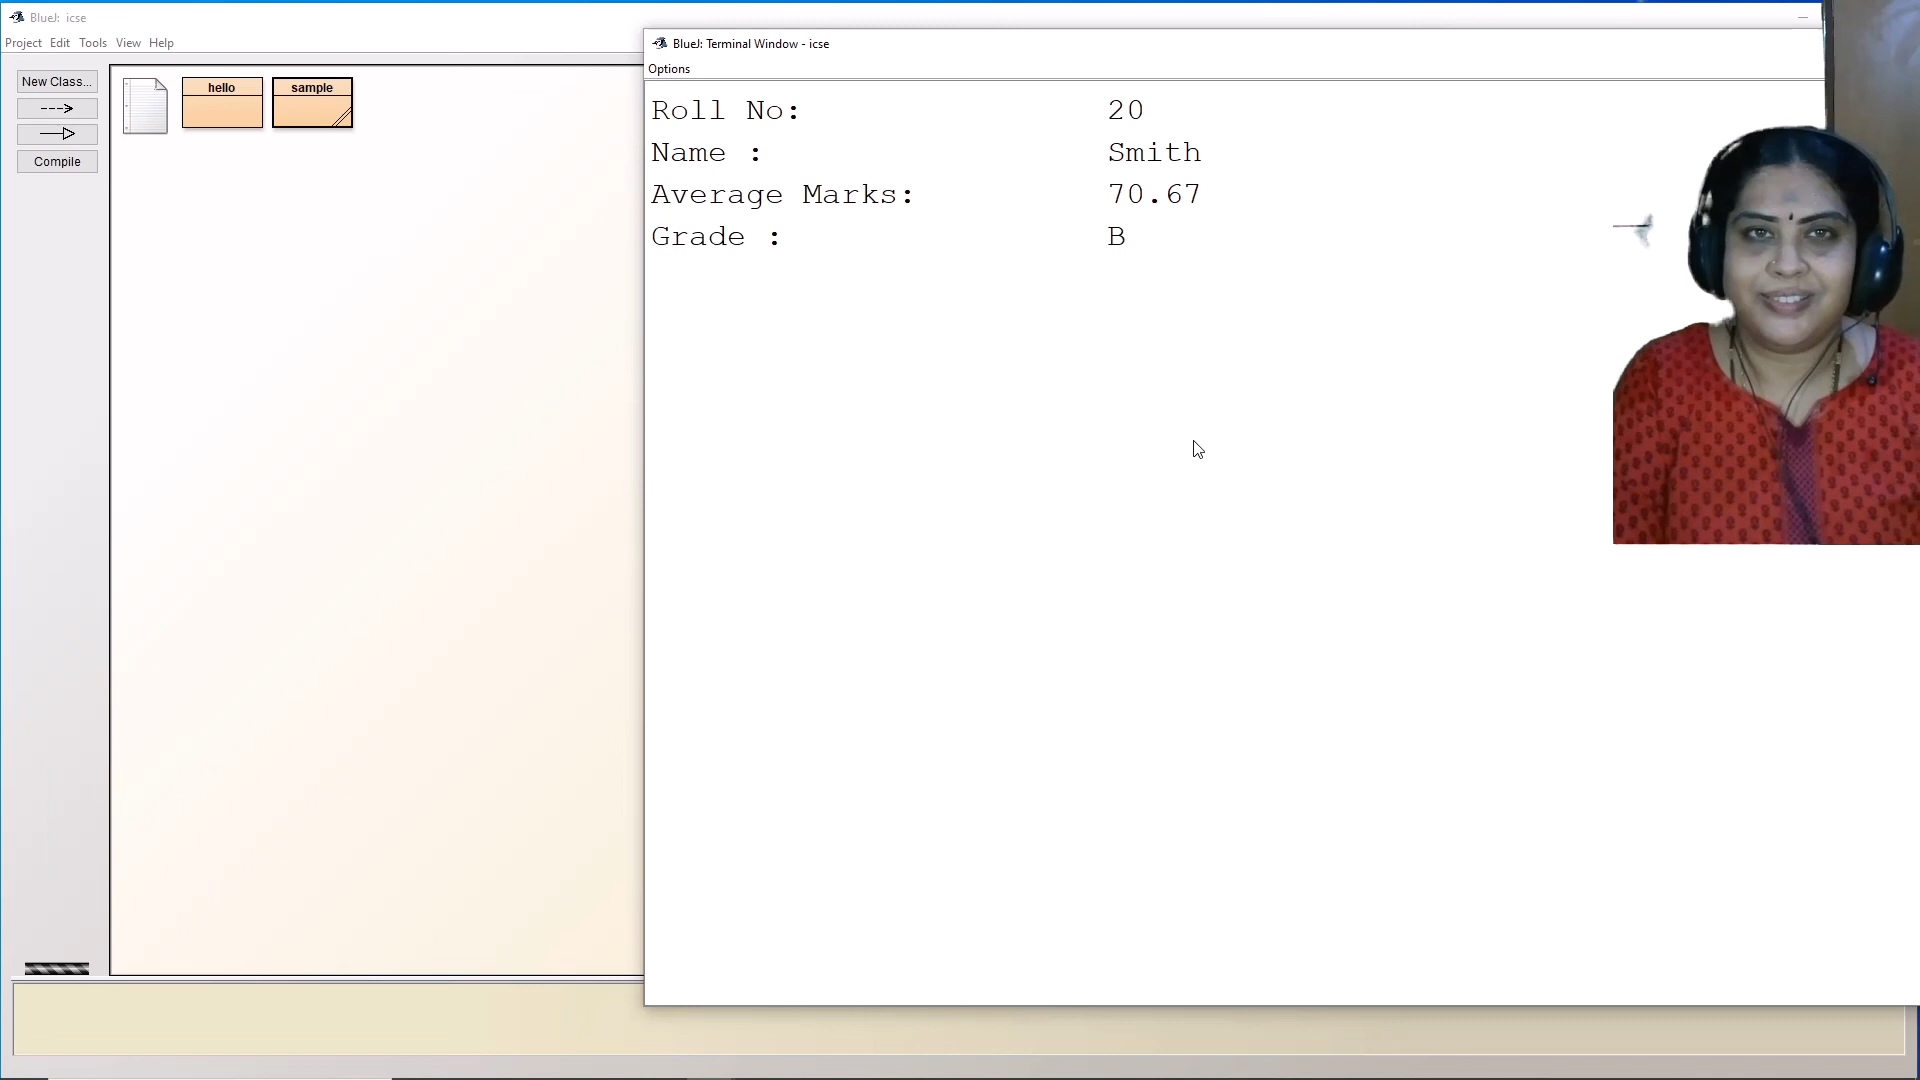 BlueJ: icse
Project Edit Tools View Help
New Class...
Compile
hello
sample
BlueJ: Terminal Window - icse
Options
Roll No: 20
Name : Smith
Average Marks: 70.67
Grade : B